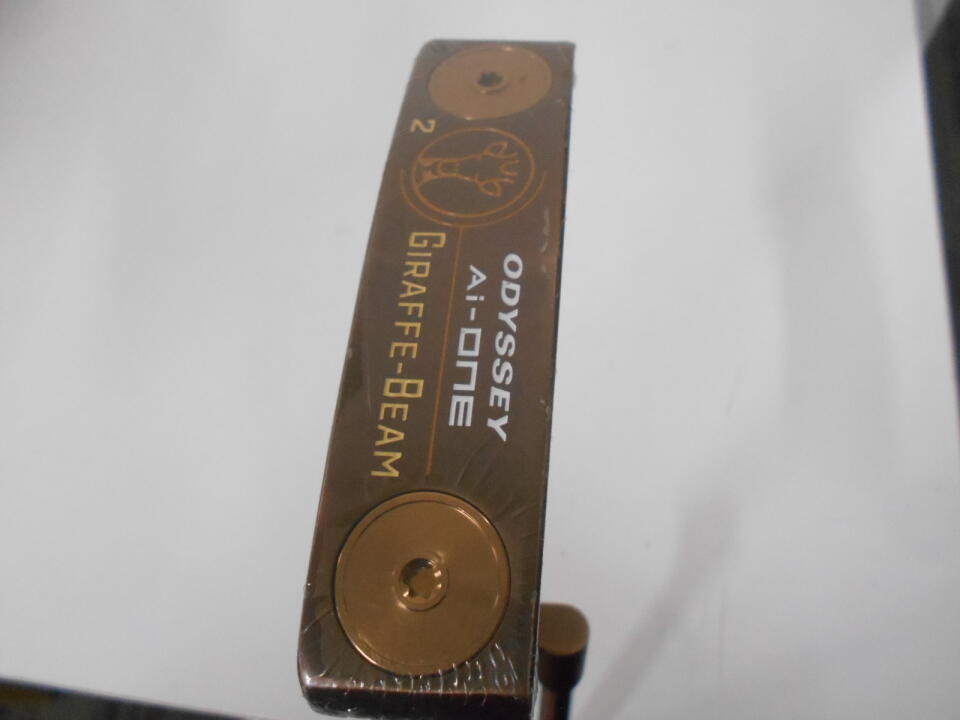 ODYSSEY
Ai-ONE
GIRAFFE-BEAM
2